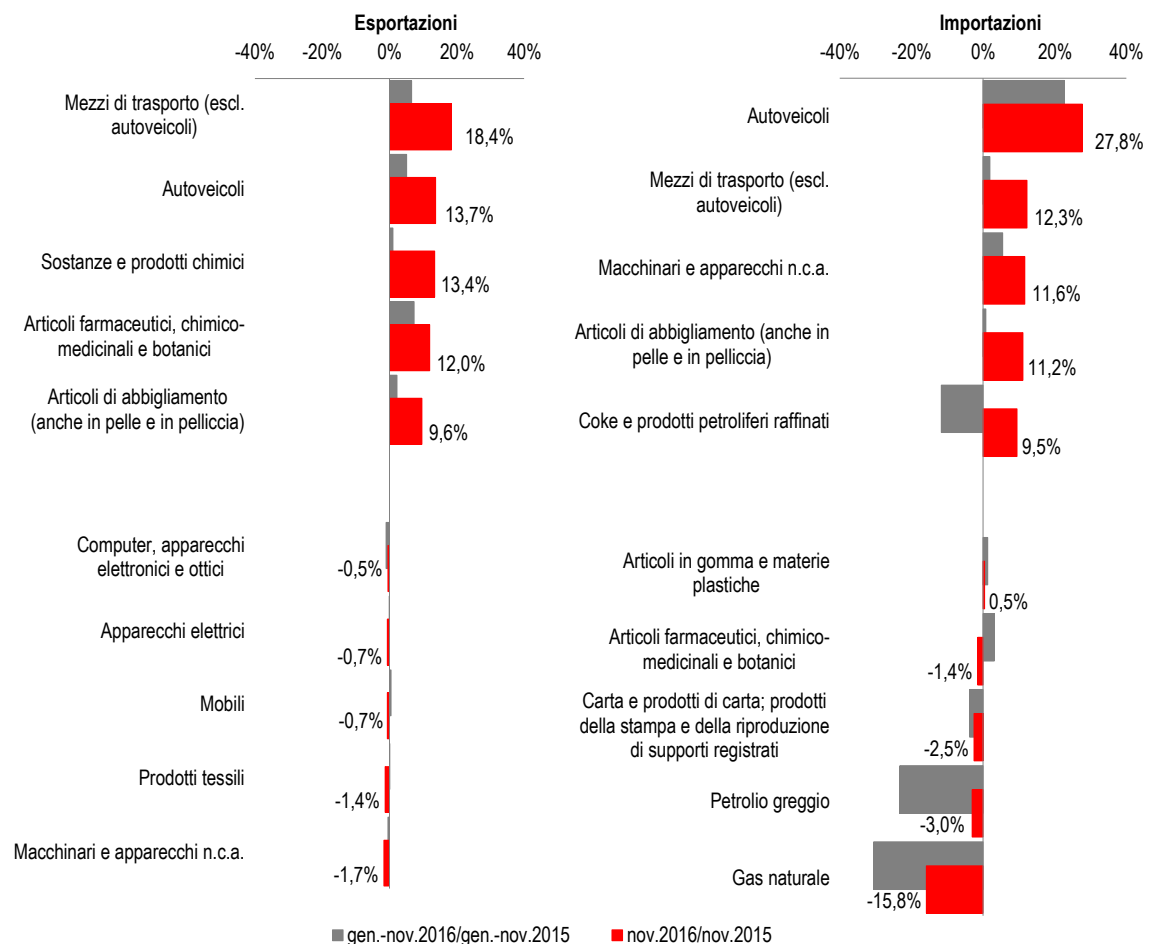 Esportazioni
-40%
-20%
0%
20%
40%
Mezzi di trasporto (escl.
autoveicoli)
18,4%
Autoveicoli
13,7%
Sostanze e prodotti chimici
13,4%
Articoli farmaceutici, chimico-
medicinali e botanici
12,0%
Articoli di abbigliamento
(anche in pelle e in pelliccia)
9,6%
Computer, apparecchi
elettronici e ottici
-0,5%
Apparecchi elettrici
-0,7%
Mobili
-0,7%
Prodotti tessili
-1,4%
Macchinari e apparecchi n.c.a.
-1,7%
Importazioni
-40%
-20%
0%
20%
40%
Autoveicoli
27,8%
Mezzi di trasporto (escl.
autoveicoli)
12,3%
Macchinari e apparecchi n.c.a.
11,6%
Articoli di abbigliamento (anche in
pelle e in pelliccia)
11,2%
Coke e prodotti petroliferi raffinati
9,5%
Articoli in gomma e materie
plastiche
0,5%
Articoli farmaceutici, chimico-
medicinali e botanici
-1,4%
Carta e prodotti di carta; prodotti
della stampa e della riproduzione
di supporti registrati
-2,5%
Petrolio greggio
-3,0%
Gas naturale
-15,8%
gen.-nov.2016/gen.-nov.2015
nov.2016/nov.2015